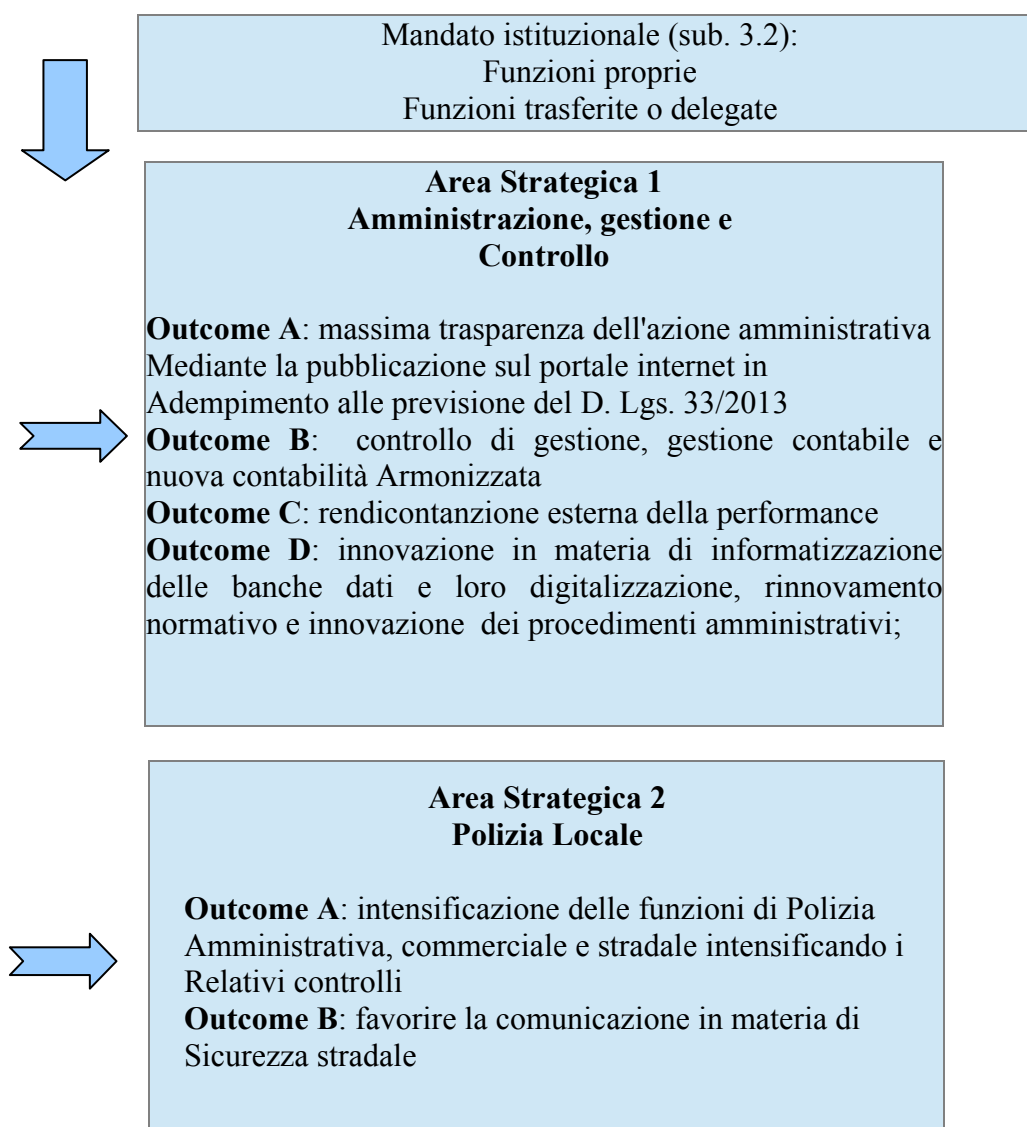 Mandato istituzionale (sub. 3.2):
Funzioni proprie
Funzioni trasferite o delegate
Area Strategica 1
Amministrazione, gestione e
Controllo
Outcome A: massima trasparenza dell'azione amministrativa
Mediante la pubblicazione sul portale internet in
Adempimento alle previsione del D. Lgs. 33/2013
Outcome B: controllo di gestione, gestione contabile e
nuova contabilità Armonizzata
Outcome C: rendicontanzione esterna della performance
Outcome D: innovazione in materia di informatizzazione
delle banche dati e loro digitalizzazione, rinnovamento
normativo e innovazione dei procedimenti amministrativi;
Area Strategica 2
Polizia Locale
Outcome A: intensificazione delle funzioni di Polizia
Amministrativa, commerciale e stradale intensificando i
Relativi controlli
Outcome B: favorire la comunicazione in materia di
Sicurezza stradale